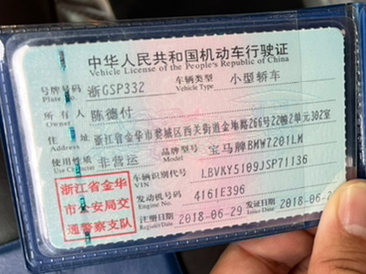 中华人民共和国机动车行驶证
Vehicle License of the People's Republic of China
号牌号码 浙GSP332 车辆类型 小型轿车
Plate No. Vehicle Type
所有人 陈德付
Owner
住址 浙江省金华市婺城区西关街道金地路266号22幢2单元302室
Address
使用性质 非营运 品牌型号 宝马牌BMW7201LM
Use Character Model
浙江省金华 车辆识别代号 LBVKY5109JSP71136
VIN
市公安局交 发动机号码 4161E396
Engine No.
通警察支队 注册日期 2018-06-29 发证日期 2018-06-2
Register Date Issue Date